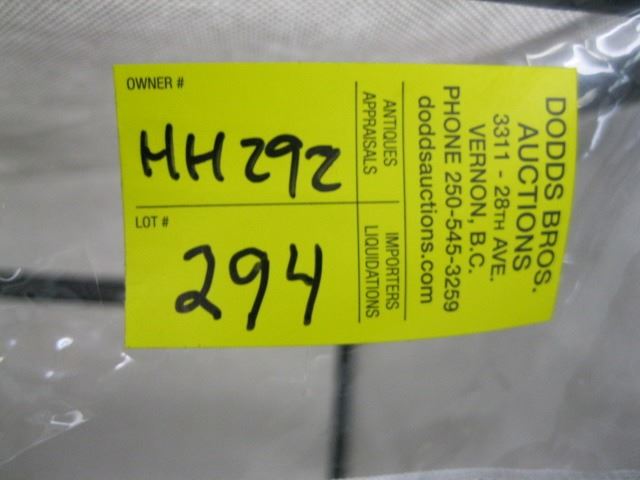 OWNER #
HH292
LOT #
294
ANTIQUES
APPRAISALS
IMPORTERS
LIQUIDATIONS
DODDS BROS.
AUCTIONS
3311 - 28TH AVE.
VERNON, B.C.
PHONE 250-545-3259
doddsauctions.com